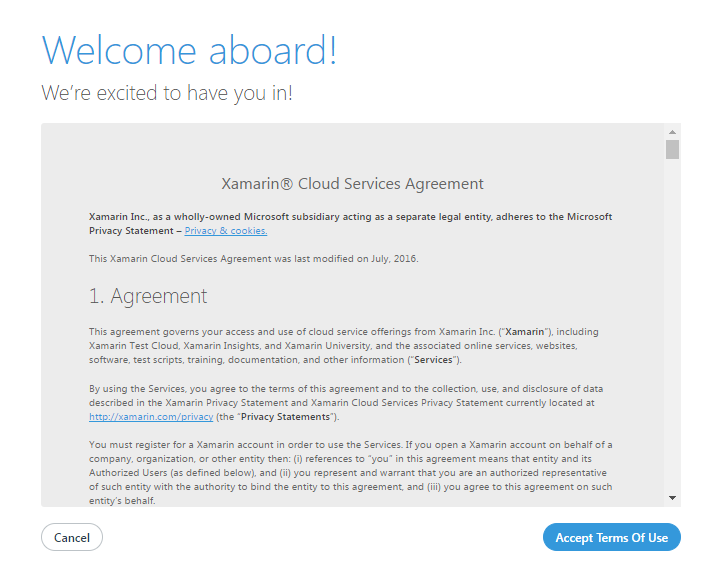 Welcome aboard!
We're excited to have you in!
Xamarin® Cloud Services Agreement
Xamarin Inc., as a wholly-owned Microsoft subsidiary acting as a separate legal entity, adheres to the Microsoft
Privacy Statement – Privacy & cookies.
This Xamarin Cloud Services Agreement was last modified on July, 2016.
1. Agreement
This agreement governs your access and use of cloud service offerings from Xamarin Inc. (“Xamarin”), including
Xamarin Test Cloud, Xamarin Insights, and Xamarin University, and the associated online services, websites,
software, test scripts, training, documentation, and other information (“Services”).
By using the Services, you agree to the terms of this agreement and to the collection, use, and disclosure of data
described in the Xamarin Privacy Statement and Xamarin Cloud Services Privacy Statement currently located at
http://xamarin.com/privacy (the “Privacy Statements”).
You must register for a Xamarin account in order to use the Services. If you open a Xamarin account on behalf of a
company, organization, or other entity then: (i) references to “you” in this agreement means that entity and its
Authorized Users (as defined below), and (ii) you represent and warrant that you are an authorized representative
of such entity with the authority to bind the entity to this agreement, and (iii) you agree to this agreement on such
entity's behalf.
Cancel
Accept Terms Of Use